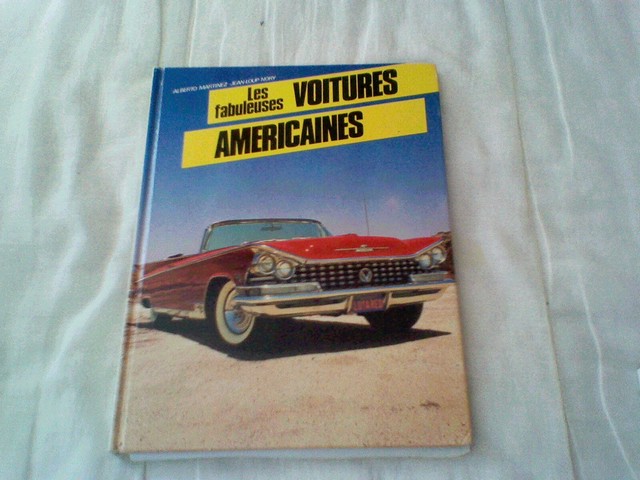 ALBERTO MARTINEZ JEAN-LOUP NORY
Les fabuleuses VOITURES
AMERICAINES